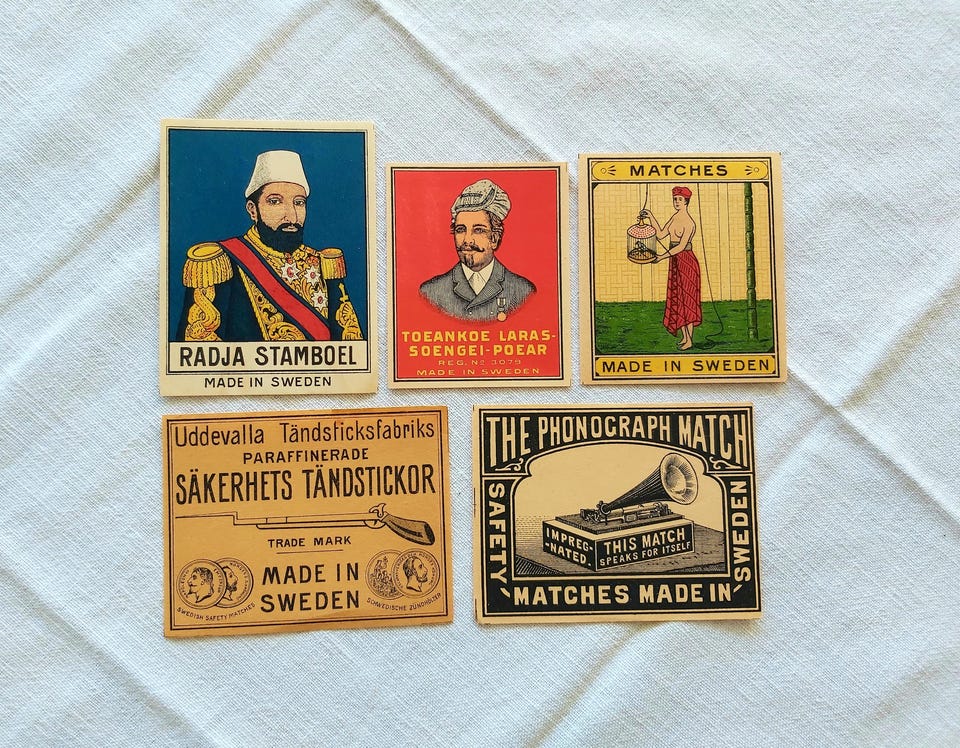 RADJA STAMBOEL
MADE IN SWEDEN
TOEANKOE LARAS-
SOENGEI-POEAR
REG. Nº 3079
MADE IN SWEDEN
MATCHES
MADE IN SWEDEN
Uddevalla Tändsticksfabriks
PARAFFINERADE
SÄKERHETS TÄNDSTICKOR
TRADE MARK
MADE IN
SWEDEN
SWEDISH SAFETY MATCHES
SCHWEDISCHE ZÜNDHÖLZER
THE PHONOGRAPH MATCH
IMPREG-
-NATED.
THIS MATCH
SPEAKS FOR ITSELF
SAFETY
MATCHES MADE IN
SWEDEN